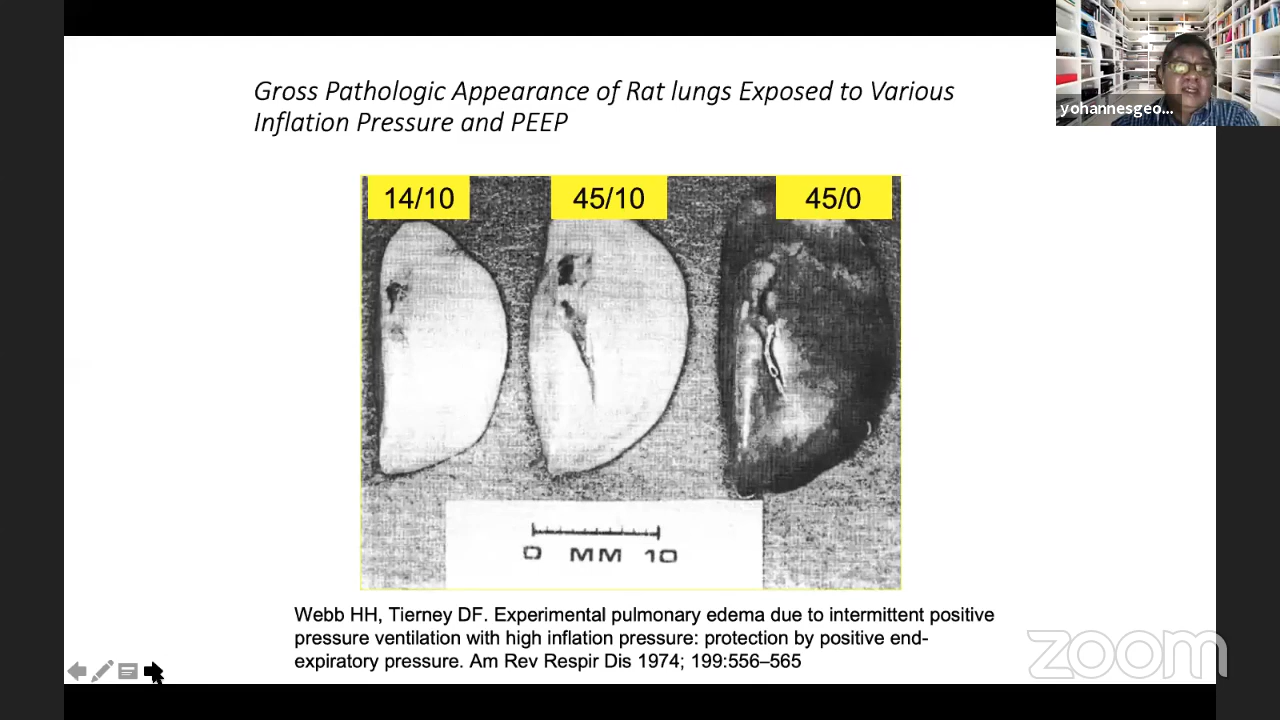 Gross Pathologic Appearance of Rat lungs Exposed to Various
Inflation Pressure and PEEP
yohannesgeo...
14/10
45/10
45/0
0 MM 10
Webb HH, Tierney DF. Experimental pulmonary edema due to intermittent positive
pressure ventilation with high inflation pressure: protection by positive end-
expiratory pressure. Am Rev Respir Dis 1974; 199:556–565
zoom